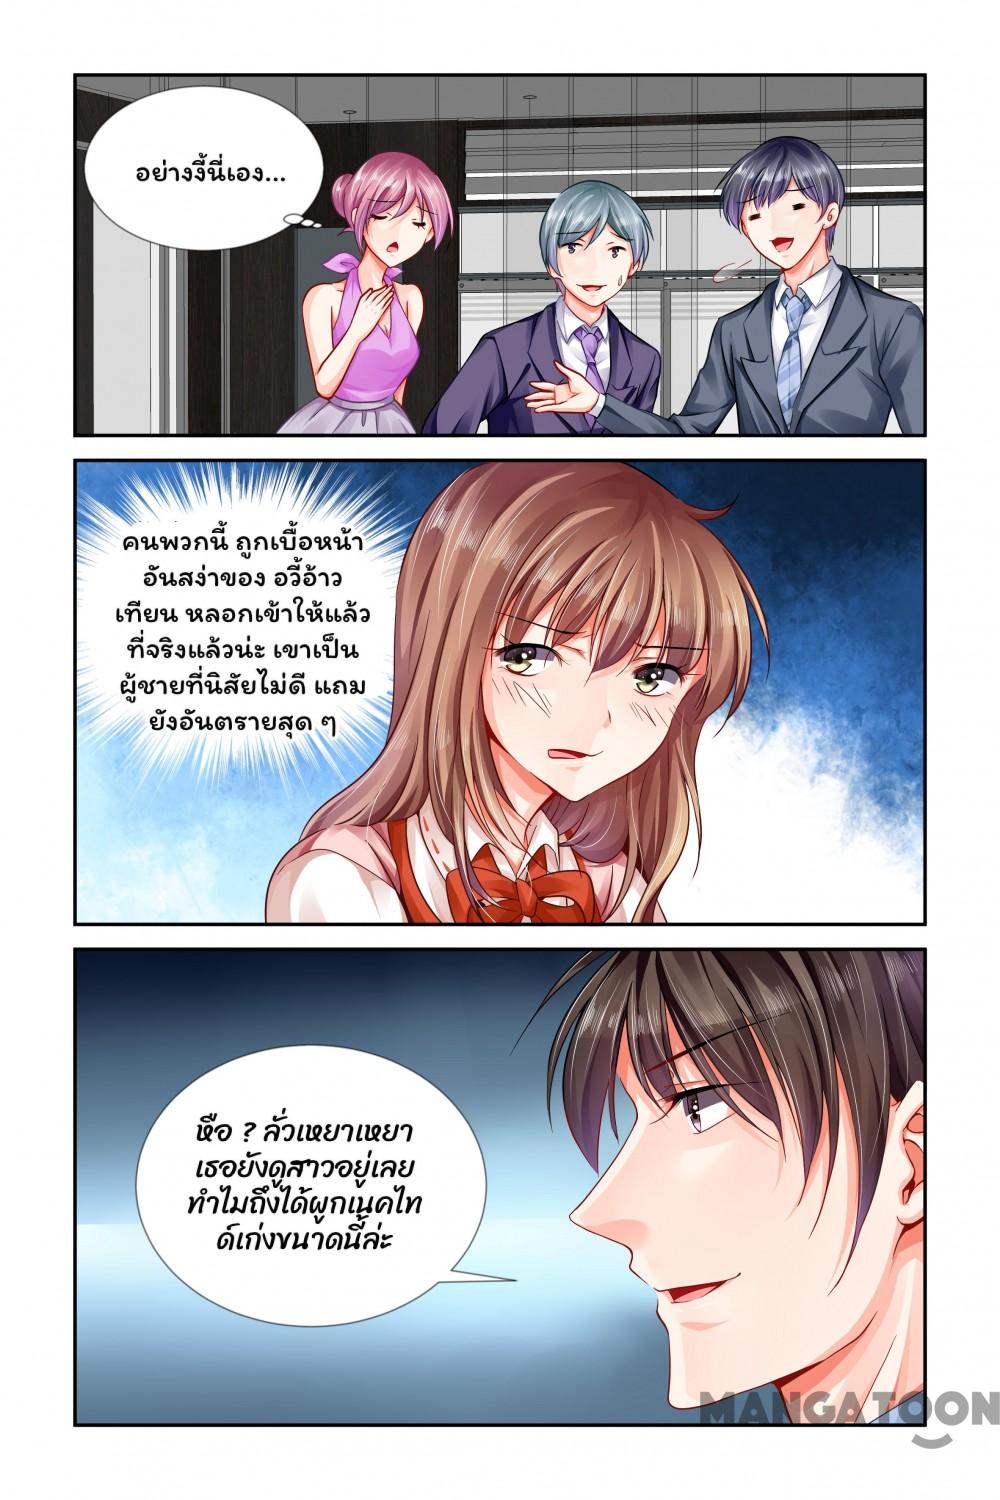 อย่างงี้นี่เอง...
คนพวกนี้ ถูกเบื้อหน้า
อันสง่าของ อวี้อ้าว
เทียน หลอกเข้าให้แล้ว
ที่จริงแล้วน่ะ เขาเป็น
ผู้ชายที่นิสัยไม่ดี แถม
ยังอันตรายสุด ๆ
หือ ? ลั่วเหยาเหยา
เธอยังดูสาวอยู่เลย
ทำไมถึงได้ผูกเนคไท
ด์เก่งขนาดนี้ล่ะ
MANGATOON